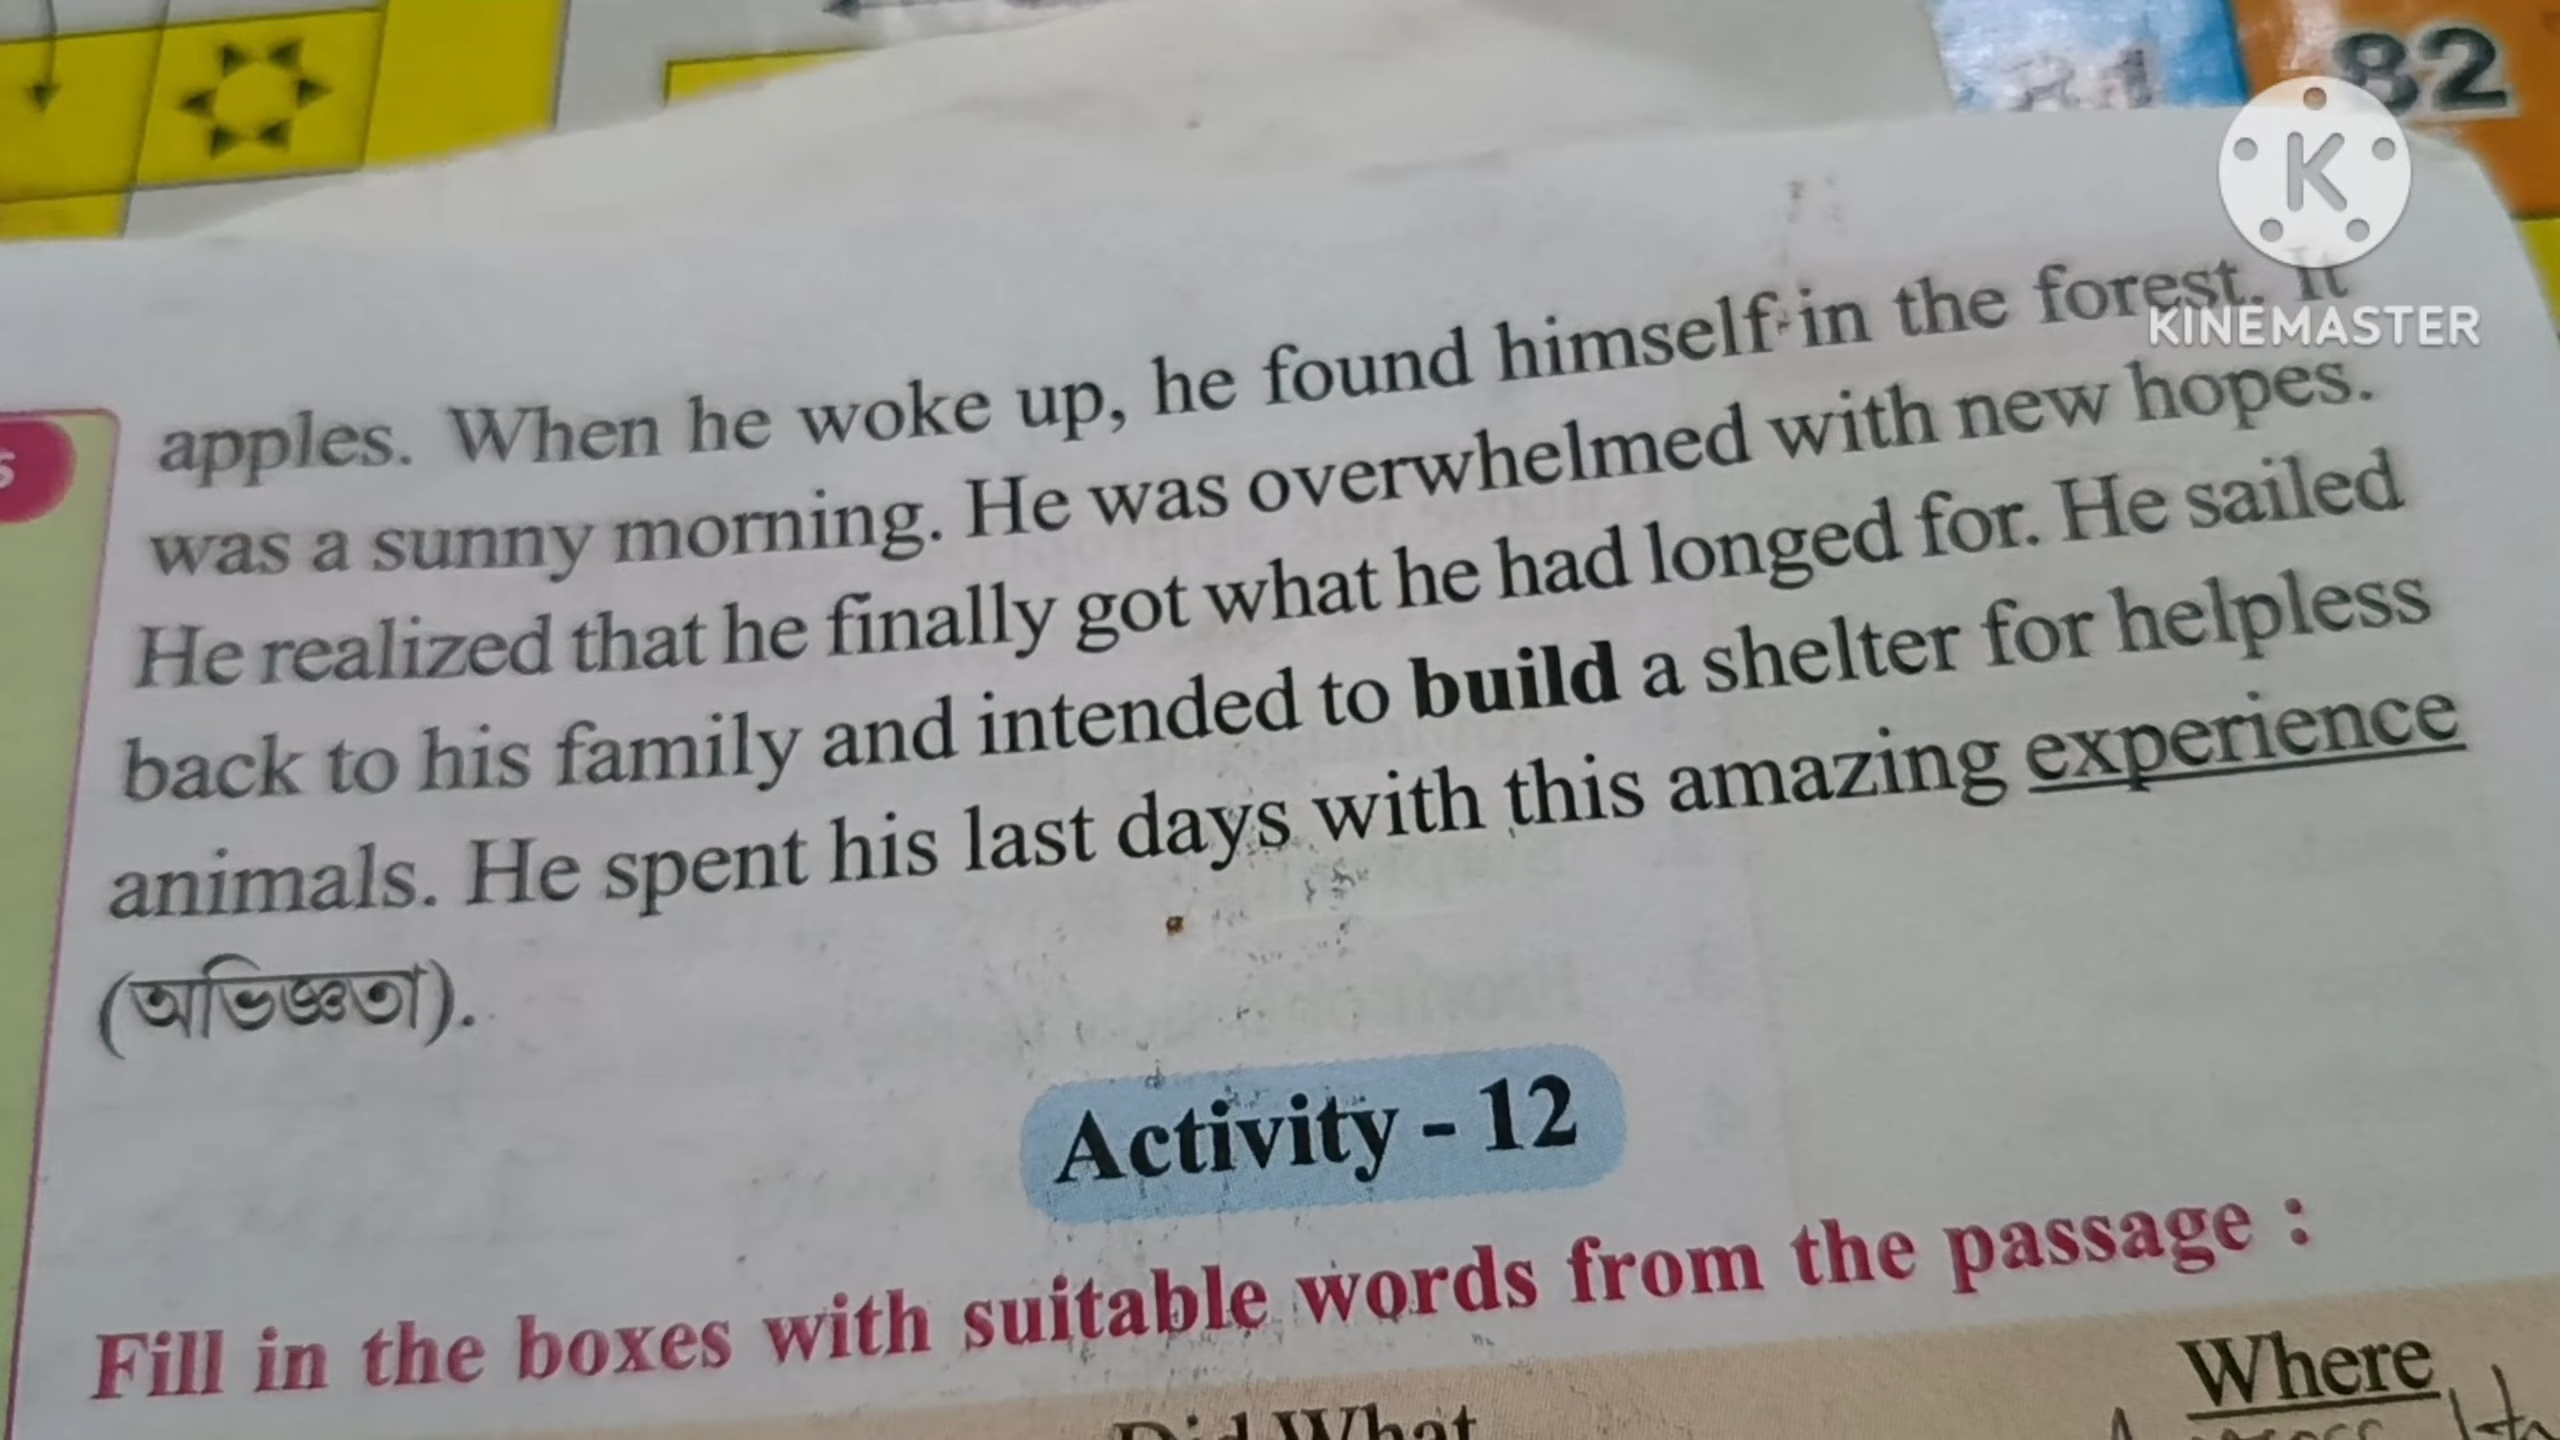 82
K
KINEMASTER
apples. When he woke up, he found himself in the forest. It
was a sunny morning. He was overwhelmed with new hopes.
He realized that he finally got what he had longed for. He sailed
back to his family and intended to build a shelter for helpless
animals. He spent his last days with this amazing experience
(অভিজ্ঞতা).
Activity - 12
Fill in the boxes with suitable words from the passage :
Did What
Where